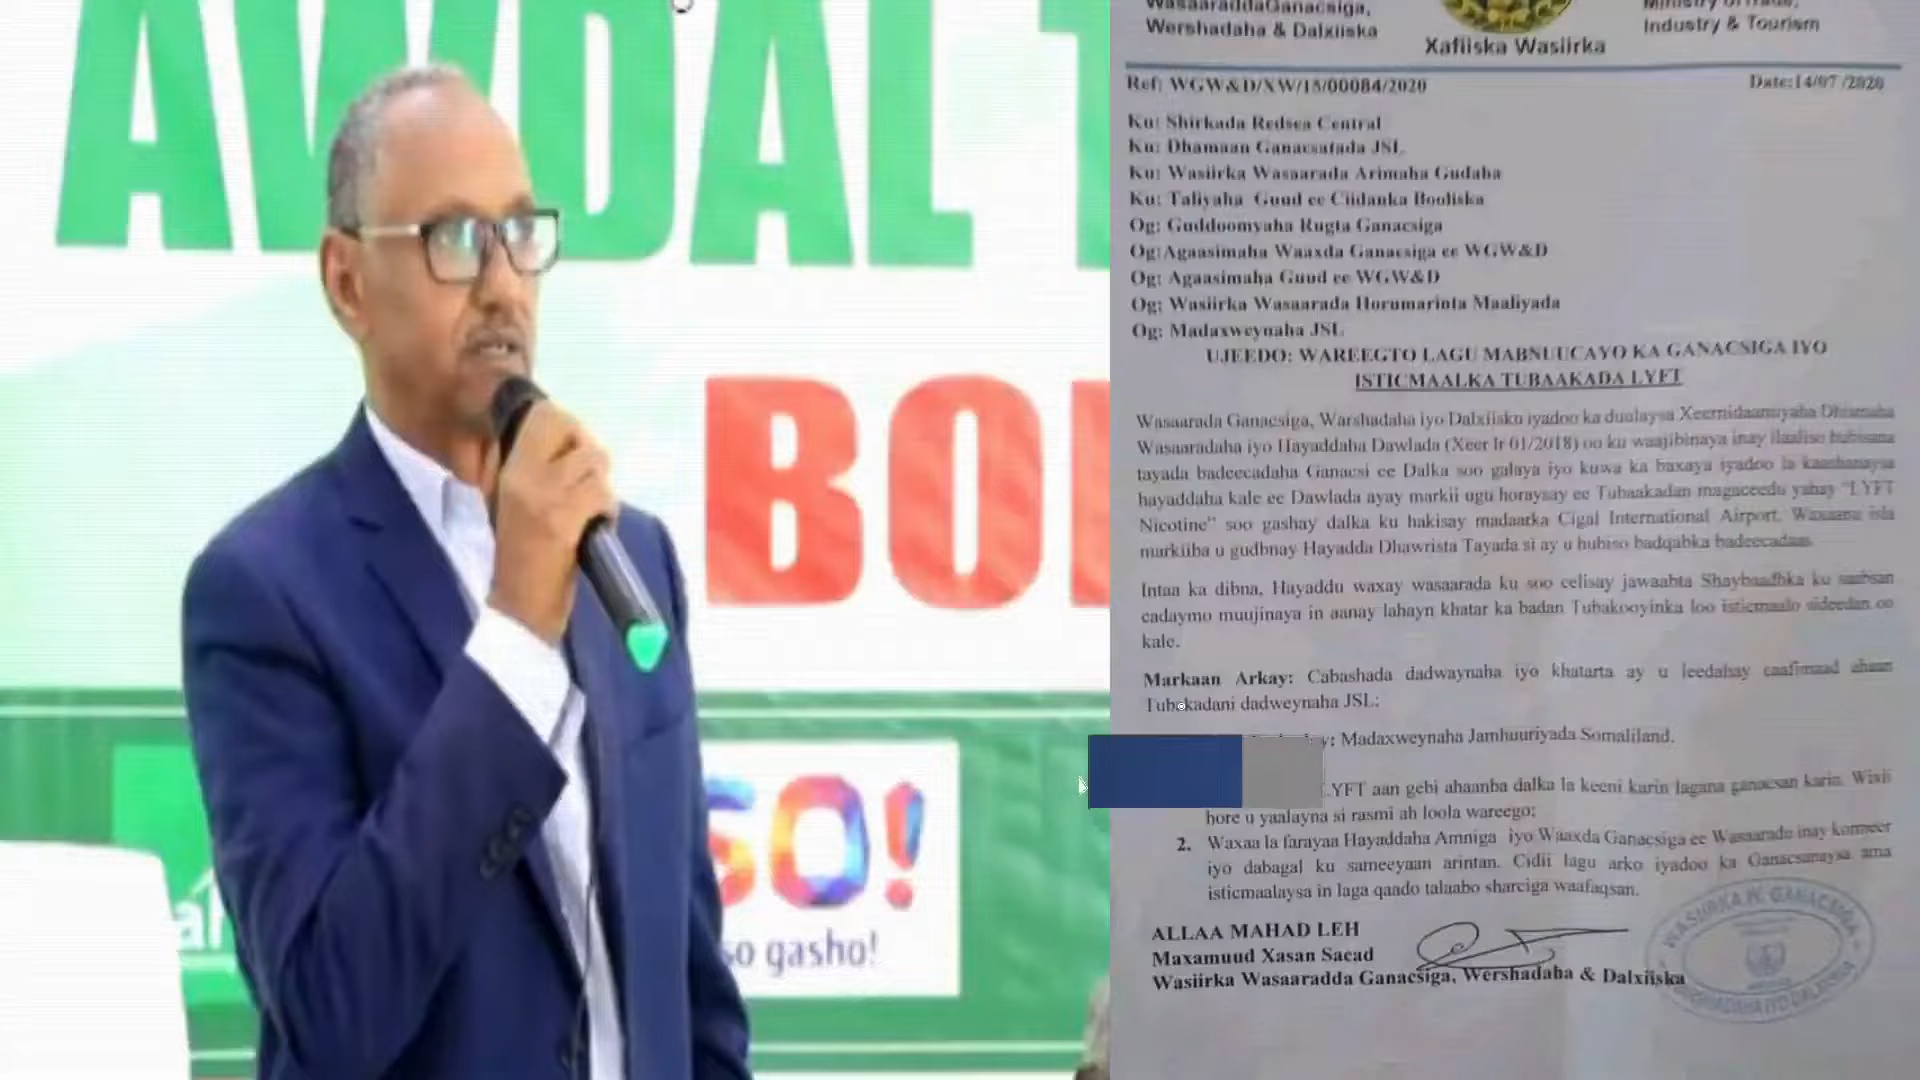 AWDAL T
BO
SO!
so gasho!
WasaaraddaGanacsiga,
Wershadaha & Dalxiiska
Xafiiska Wasiirka
Ministry of Trade,
Industry & Tourism
Ref: WGW&D/XW/15/00084/2020
Date:14/07/2020
Ku: Shirkada Redsea Central
Ku: Dhamaan Ganacsatada JSL
Ku: Wasiirka Wasaarada Arimaha Gudaha
Ku: Taliyaha Guud ee Ciidanka Booliska
Og: Guddoomyaha Rugta Ganacsiga
Og:Agaasimaha Waaxda Ganacsiga ee WGW&D
Og: Agaasimaha Guud ee WGW&D
Og: Wasiirka Wasaarada Horumarinta Maaliyada
Og: Madaxweynaha JSL
UJEEDO: WAREEGTO LAGU MABNUUCAYO KA GANACSIGA IYO
ISTICMAALKA TUBAAKADA LYFT
Wasaarada Ganacsiga, Warshadaha iyo Dalxiisku iyadoo ka duulaysa Xeernidaamiyaha Dhismaha
Wasaaradaha iyo Hayaddaha Dawlada (Xeer lr 01/2018) oo ku waajibinaya inay ilaaliso hubisana
tayada badeecadaha Ganacsi ee Dalka soo galaya iyo kuwa ka baxaya iyadoo la kaashanaysa
hayaddaha kale ee Dawlada ayay markii ugu horaysay ee Tubaakadan magaceedu yahay "LYFT
Nicotine" soo gashay dalka ku hakisay madaarka Cigal International Airport. Waxaana isla
markiiba u gudbnay Hayadda Dhawrista Tayada si ay u hubiso badqabka badeecadaas.
Intaa ka dibna, Hayaddu waxay wasaarada ku soo celisay jawaabta Shaybaadhka ku saabsan
cadaymo muujinaya in aanay lahayn khatar ka badan Tubakooyinka loo isticmaalo sideedan oo
kale.
Markaan Arkay: Cabashada dadwaynaha iyo khatarta ay u leedahay caafimaad ahaan
Tubakadani dadweynaha JSL:
Madaxweynaha Jamhuuriyada Somaliland.
LYFT aan gebi ahaanba dalka la keeni karin lagana ganacsan karin. Wixii
hore u yaalayna si rasmi ah loola wareego;
2. Waxaa la farayaa Hayaddaha Amniga iyo Waaxda Ganacsiga ee Wasaaradu inay kormeer
iyo dabagal ku sameeyaan arintan. Cidii lagu arko iyadoo ka Ganacsanaysa ama
isticmaalaysa in laga qaado talaabo sharciga waafaqsan.
ALLAA MAHAD LEH
Maxamuud Xasan Sacad
Wasiirka Wasaaradda Ganacsiga, Wershadaha & Dalxiiska